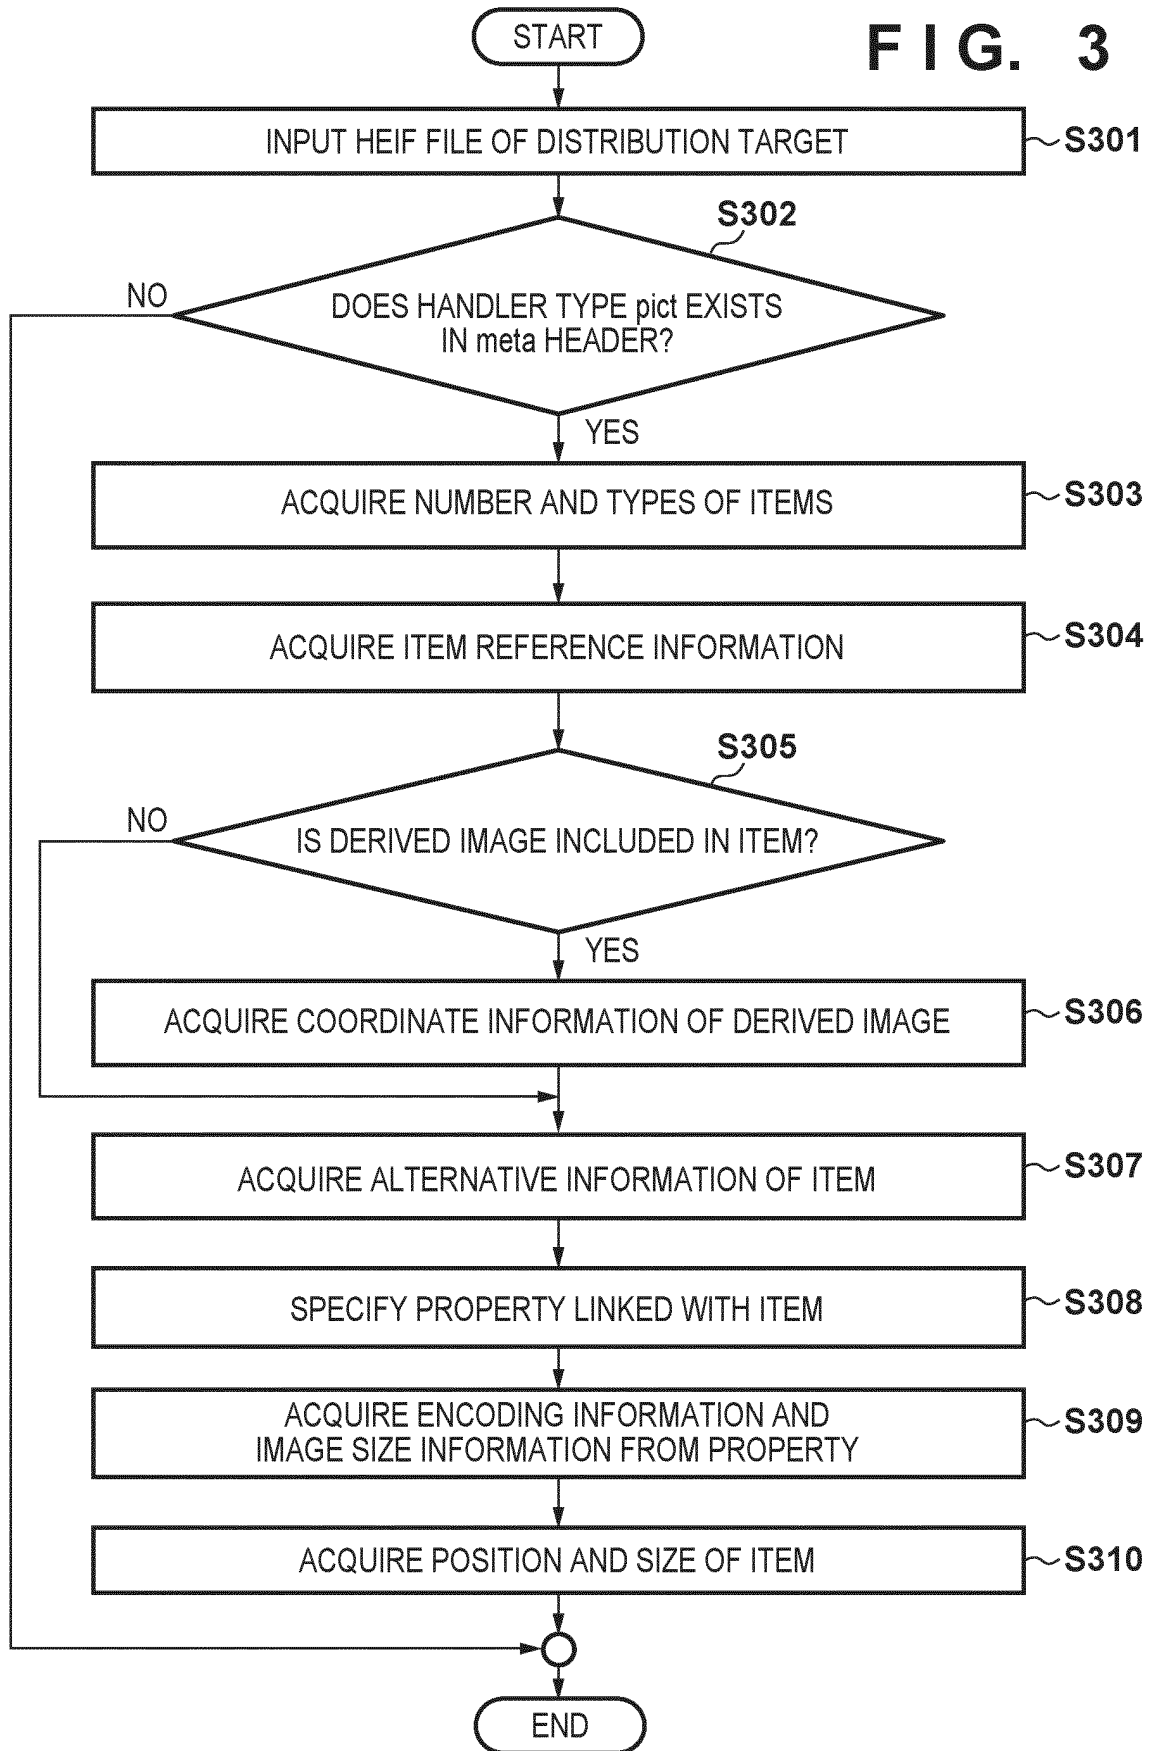 START
FIG. 3
INPUT HEIF FILE OF DISTRIBUTION TARGET
S301
S302
NO
DOES HANDLER TYPE pict EXISTS
IN meta HEADER?
YES
ACQUIRE NUMBER AND TYPES OF ITEMS
S303
ACQUIRE ITEM REFERENCE INFORMATION
S304
S305
NO
IS DERIVED IMAGE INCLUDED IN ITEM?
YES
ACQUIRE COORDINATE INFORMATION OF DERIVED IMAGE
S306
ACQUIRE ALTERNATIVE INFORMATION OF ITEM
S307
SPECIFY PROPERTY LINKED WITH ITEM
S308
ACQUIRE ENCODING INFORMATION AND
IMAGE SIZE INFORMATION FROM PROPERTY
S309
ACQUIRE POSITION AND SIZE OF ITEM
S310
END